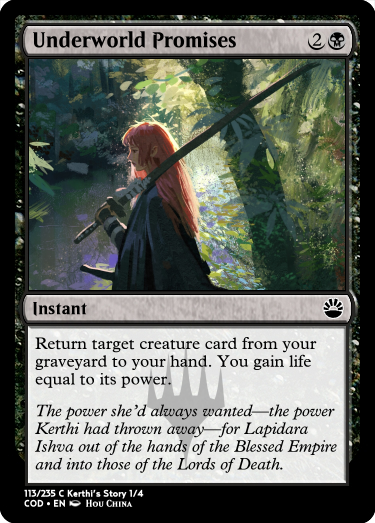 Underworld Promises 2
Instant
Return target creature card from your
graveyard to your hand. You gain life
equal to its power.
The power she'd always wanted—the power
Kerthi had thrown away—for Lapidara
Ishva out of the hands of the Blessed Empire
and into those of the Lords of Death.
113/235 C Kerthi's Story 1/4
COD • EN Hou China